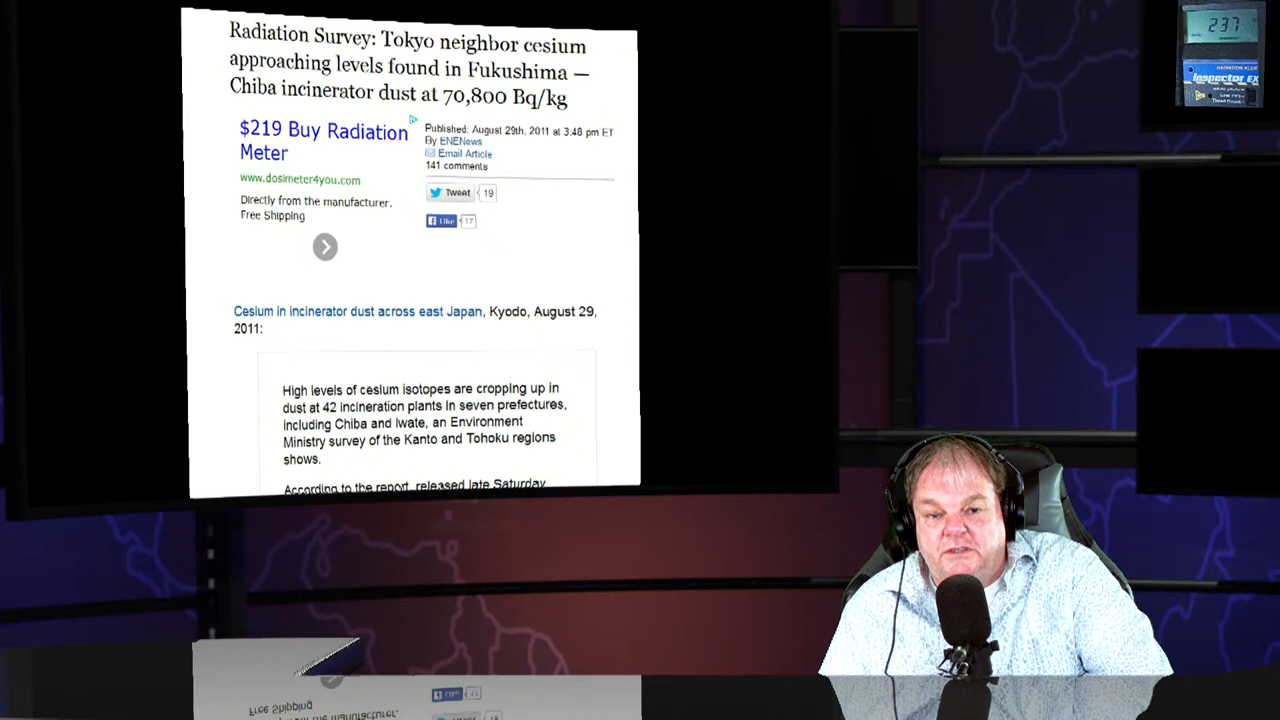 Radiation Survey: Tokyo neighbor cesium
approaching levels found in Fukushima —
Chiba incinerator dust at 70,800 Bq/kg
$219 Buy Radiation
Meter
www.dosimeter4you.com
Directly from the manufacturer.
Free Shipping
Published: August 29th, 2011 at 3:48 pm ET
By ENENews
Email Article
141 comments
Tweet 19
Like 17
Cesium in incinerator dust across east Japan, Kyodo, August 29,
2011:
High levels of cesium isotopes are cropping up in
dust at 42 incineration plants in seven prefectures,
including Chiba and Iwate, an Environment
Ministry survey of the Kanto and Tohoku regions
shows.
According to the report, released late Saturday
237
RADIATION ALERT
Inspector EX